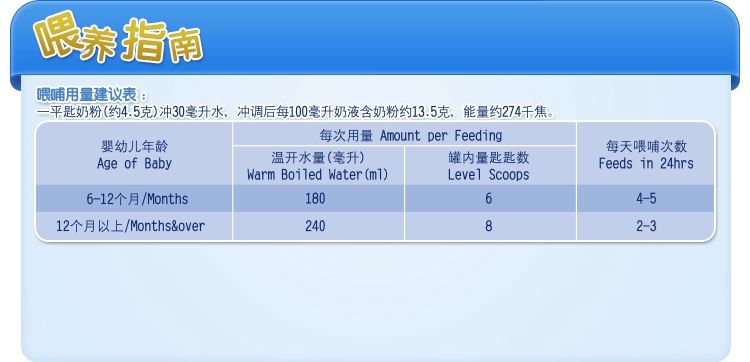 喂养指南
喂哺用量建议表：
一平匙奶粉(约4.5克)冲30毫升水，冲调后每100毫升奶液含奶粉约13.5克，能量约274千焦。
婴幼儿年龄
Age of Baby
每次用量 Amount per Feeding
温开水量(毫升)
Warm Boiled Water(ml)
罐内量匙匙数
Level Scoops
每天喂哺次数
Feeds in 24hrs
6-12个月/Months 180 6 4-5
12个月以上/Months&over 240 8 2-3